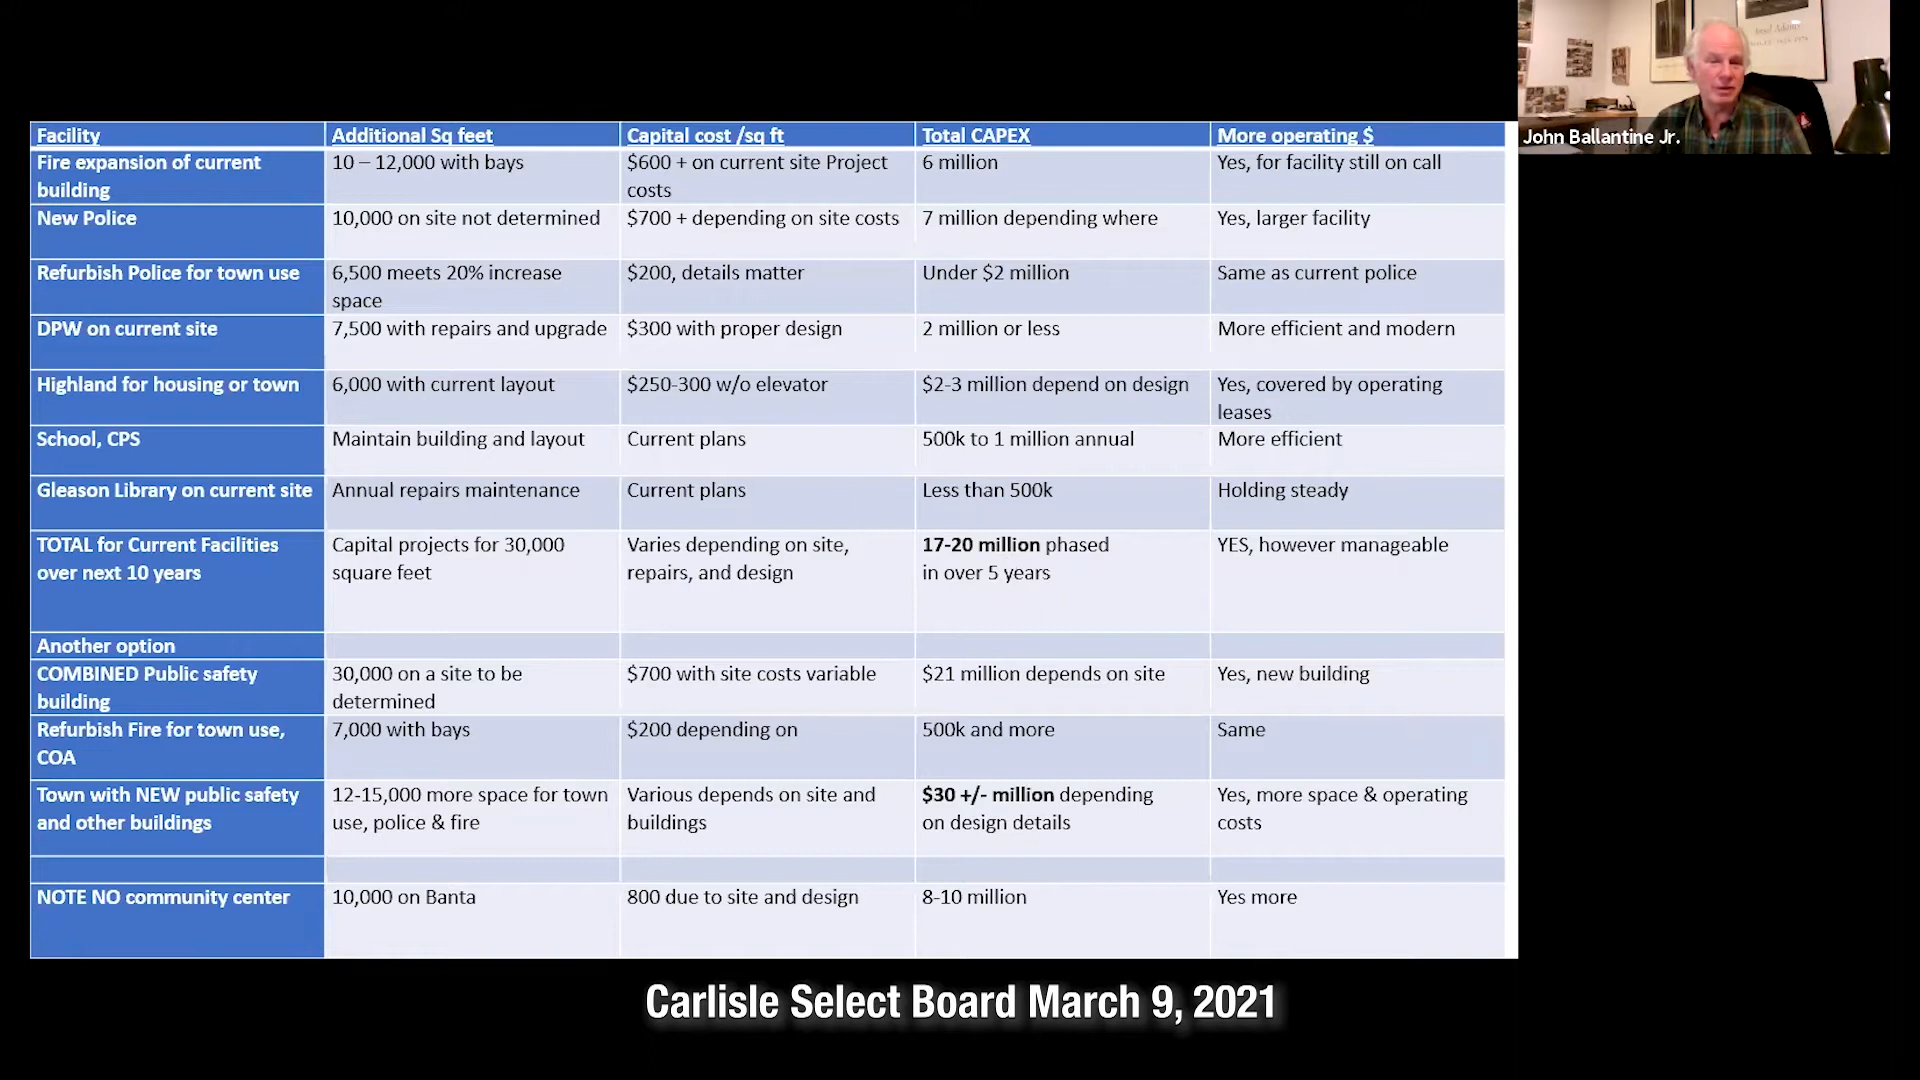 Ansel Adams
John Ballantine Jr.
Facility Additional Sq feet Capital cost /sq ft Total CAPEX More operating $
Fire expansion of current building 10 – 12,000 with bays $600 + on current site Project costs 6 million Yes, for facility still on call
New Police 10,000 on site not determined $700 + depending on site costs 7 million depending where Yes, larger facility
Refurbish Police for town use 6,500 meets 20% increase space $200, details matter Under $2 million Same as current police
DPW on current site 7,500 with repairs and upgrade $300 with proper design 2 million or less More efficient and modern
Highland for housing or town 6,000 with current layout $250-300 w/o elevator $2-3 million depend on design Yes, covered by operating leases
School, CPS Maintain building and layout Current plans 500k to 1 million annual More efficient
Gleason Library on current site Annual repairs maintenance Current plans Less than 500k Holding steady
TOTAL for Current Facilities over next 10 years Capital projects for 30,000 square feet Varies depending on site, repairs, and design 17-20 million phased in over 5 years YES, however manageable
Another option
COMBINED Public safety building 30,000 on a site to be determined $700 with site costs variable $21 million depends on site Yes, new building
Refurbish Fire for town use, COA 7,000 with bays $200 depending on 500k and more Same
Town with NEW public safety and other buildings 12-15,000 more space for town use, police & fire Various depends on site and buildings $30 +/- million depending on design details Yes, more space & operating costs
NOTE NO community center 10,000 on Banta 800 due to site and design 8-10 million Yes more
Carlisle Select Board March 9, 2021